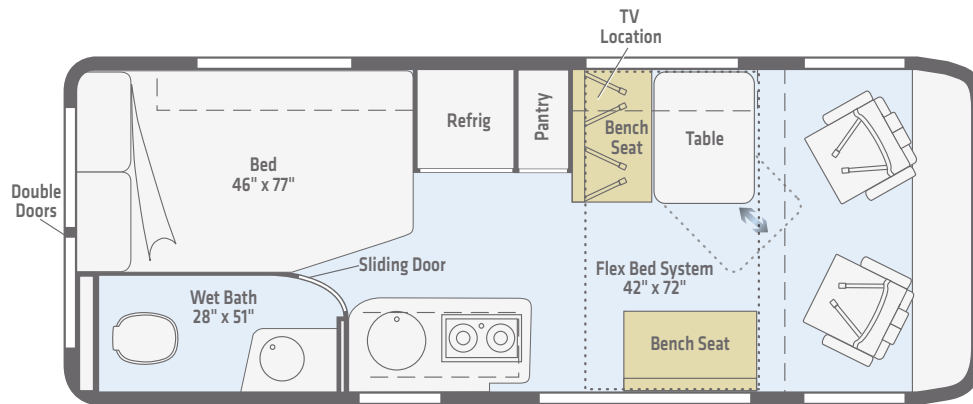 TV
Location
Refrig
Pantry
Bench
Seat
Table
Bed
46" x 77"
Double
Doors
Sliding Door
Flex Bed System
42" x 72"
Wet Bath
28" x 51"
Bench Seat